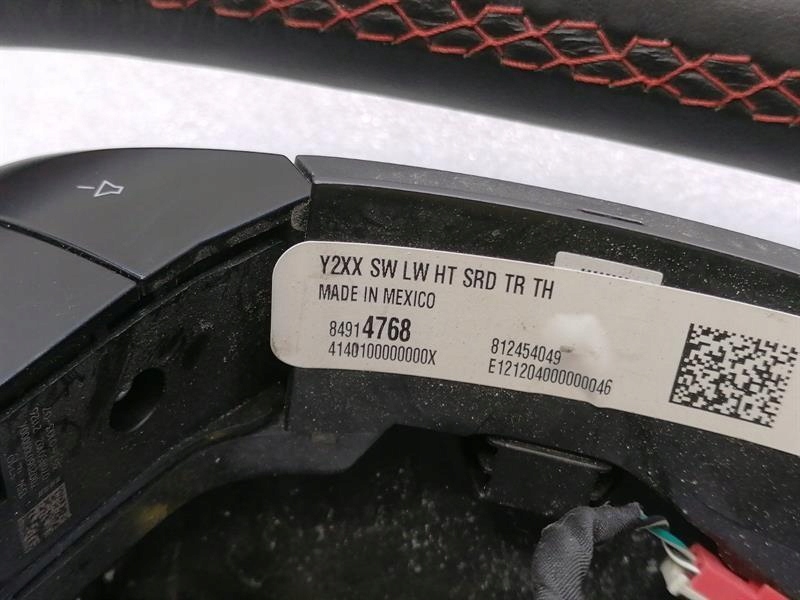 Y2XX SW LW HT SRD TR TH
MADE IN MEXICO
84914768
4140100000000X
812454049
E121204000000046